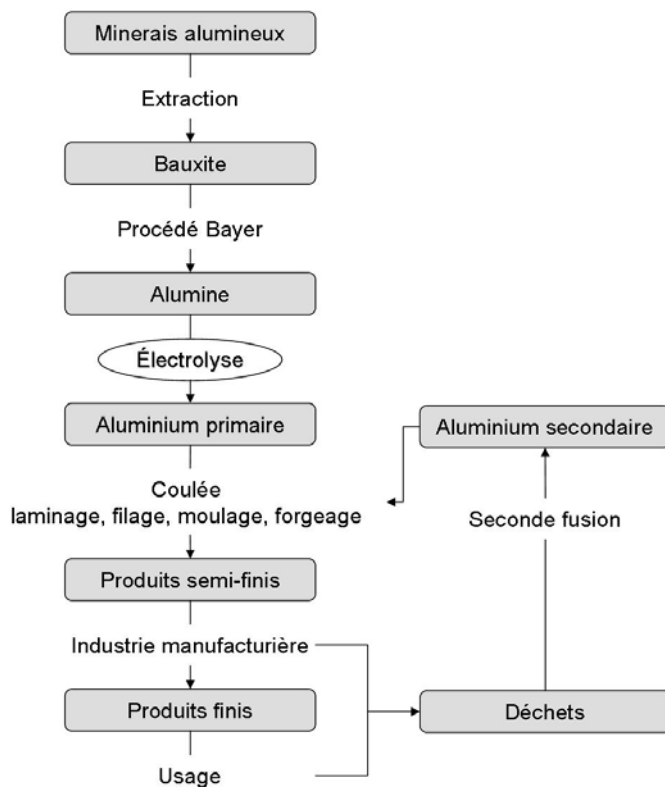 Minerais alumineux
Extraction
Bauxite
Procédé Bayer
Alumine
Électrolyse
Aluminium primaire
Aluminium secondaire
Coulée
laminage, filage, moulage, forgeage
Seconde fusion
Produits semi-finis
Industrie manufacturière
Produits finis
Déchets
Usage